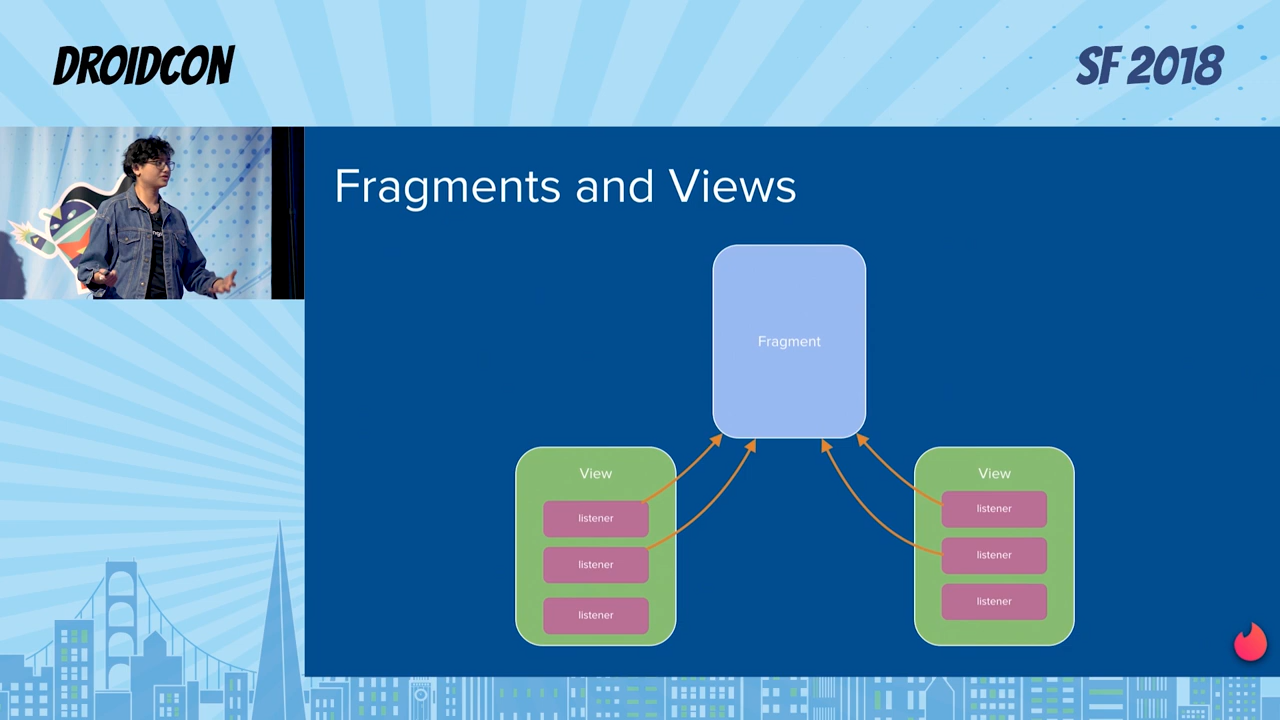 DROIDCON
SF 2018
Fragments and Views
Fragment
View
listener
listener
listener
View
listener
listener
listener